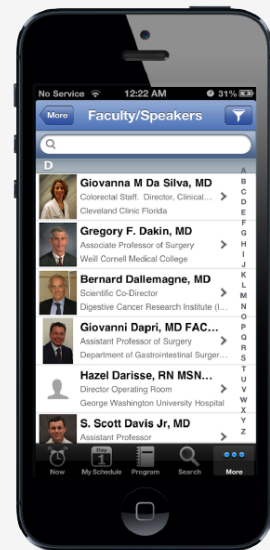 No Service 12:22 AM 31%
More Faculty/Speakers
D
Giovanna M Da Silva, MD
Colorectal Staff. Director, Clinical...
Cleveland Clinic Florida
Gregory F. Dakin, MD
Associate Professor of Surgery
Weill Cornell Medical College
Bernard Dallemagne, MD
Scientific Co-Director
Digestive Cancer Research Institute (I...
Giovanni Dapri, MD FAC...
Assistant Professor of Surgery
Department of Gastrointestinal Surger...
Hazel Darisse, RN MSN...
Director Operating Room
George Washington University Hospital
S. Scott Davis Jr, MD
Assistant Professor
A
B
C
D
E
F
G
H
I
J
K
L
M
N
O
P
Q
R
S
T
U
V
W
X
Y
Z
Now My Schedule Day 1 Program Search More